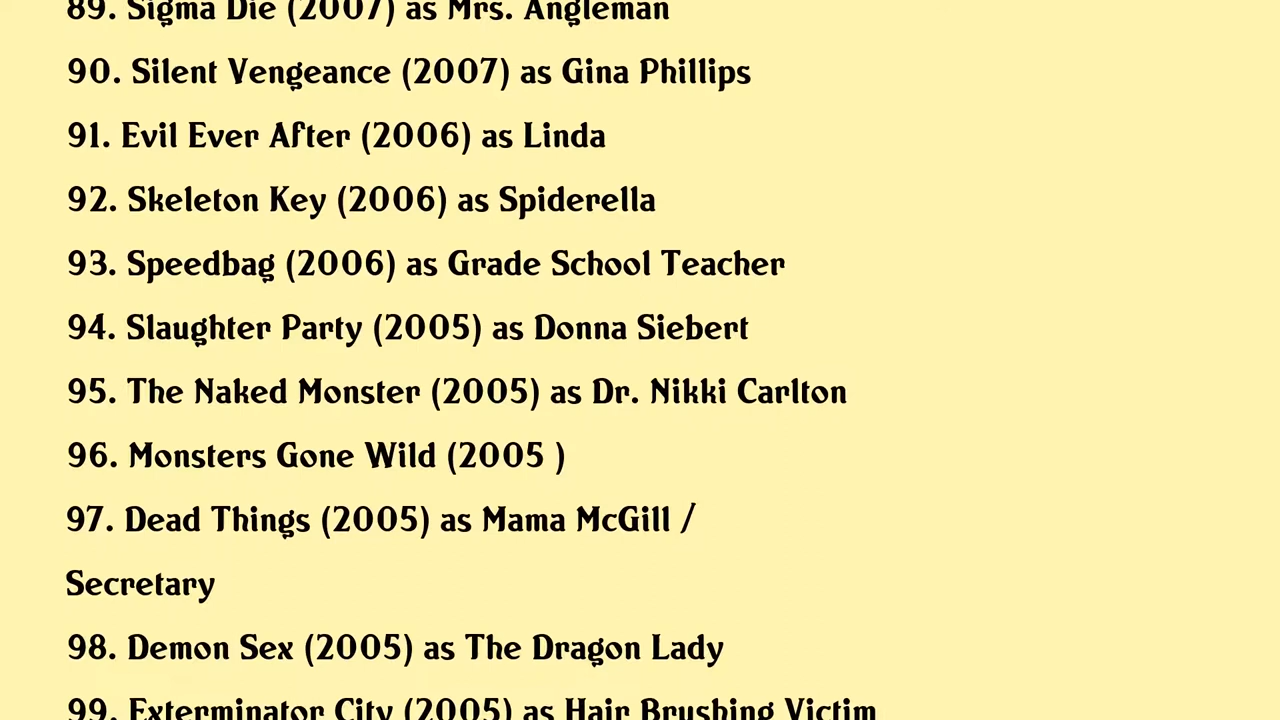 89. Sigma Die (2007) as Mrs. Angleman
90. Silent Vengeance (2007) as Gina Phillips
91. Evil Ever After (2006) as Linda
92. Skeleton Key (2006) as Spiderella
93. Speedbag (2006) as Grade School Teacher
94. Slaughter Party (2005) as Donna Siebert
95. The Naked Monster (2005) as Dr. Nikki Carlton
96. Monsters Gone Wild (2005 )
97. Dead Things (2005) as Mama McGill /
Secretary
98. Demon Sex (2005) as The Dragon Lady
99. Exterminator City (2005) as Hair Brushing Victim